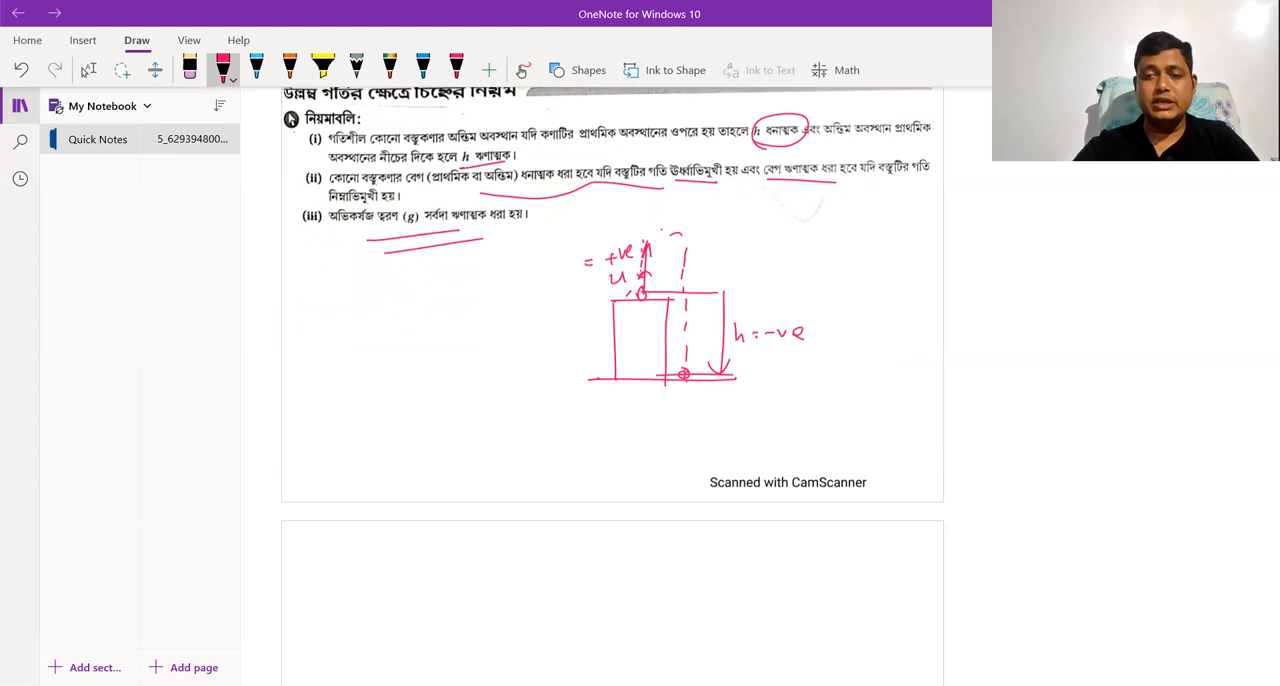 OneNote for Windows 10
Home Insert Draw View Help
Shapes Ink to Shape Ink to Text Math
My Notebook
Quick Notes 5_629394800...
উল্লম্ব গতির ক্ষেত্রে চিহ্নের নিয়ম
নিয়মাবলি:
(i) গতিশীল কোনো বস্তুকণার অন্তিম অবস্থান যদি কণাটির প্রাথমিক অবস্থানের ওপরে হয় তাহলে h ধনাত্মক এবং অন্তিম অবস্থান প্রাথমিক
অবস্থানের নীচের দিকে হলে h ঋণাত্মক।
(ii) কোনো বস্তুকণার বেগ (প্রাথমিক বা অন্তিম) ধনাত্মক ধরা হবে যদি বস্তুটির গতি ঊর্ধ্বাভিমুখী হয় এবং বেগ ঋণাত্মক ধরা হবে যদি বস্তুটির গতি
নিম্নাভিমুখী হয়।
(iii) অভিকর্ষজ ত্বরণ (g) সর্বদা ঋণাত্মক ধরা হয়।
= +ve
u
h = -ve
Scanned with CamScanner
Add sect... Add page